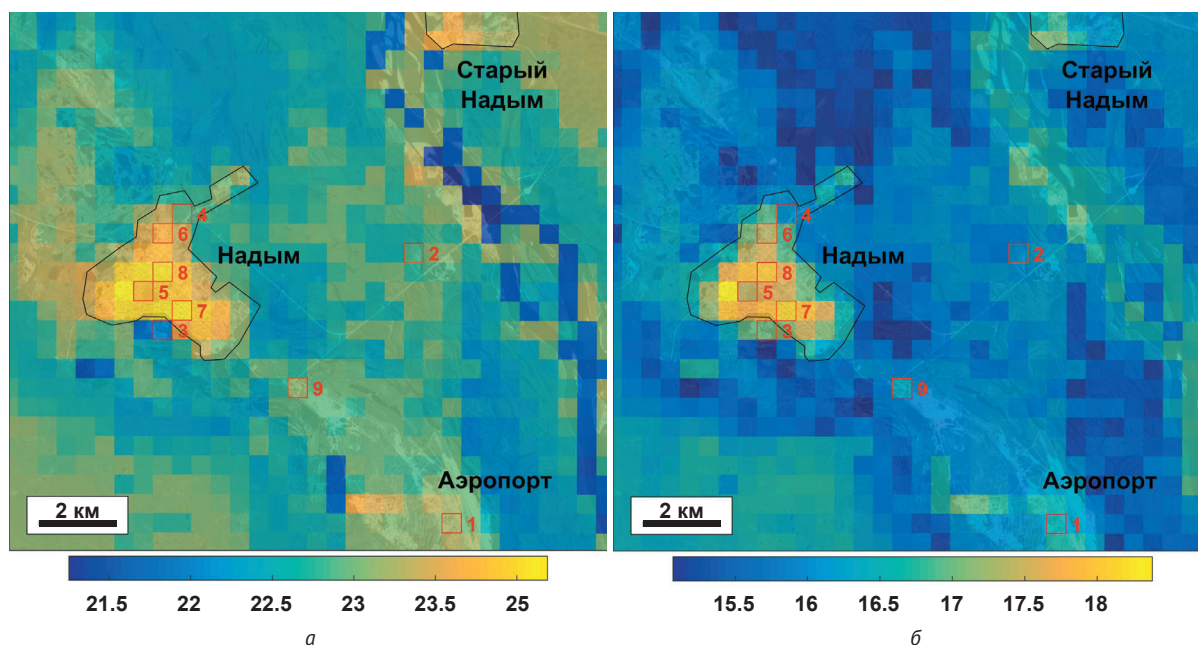 Старый
Надым
4
6
Надым
2
8
5
7
3
9
Аэропорт
1
2 км
21.5 22 22.5 23 23.5 25
а
Старый
Надым
4
6
Надым
2
8
5
7
3
9
Аэропорт
1
2 км
15.5 16 16.5 17 17.5 18
б